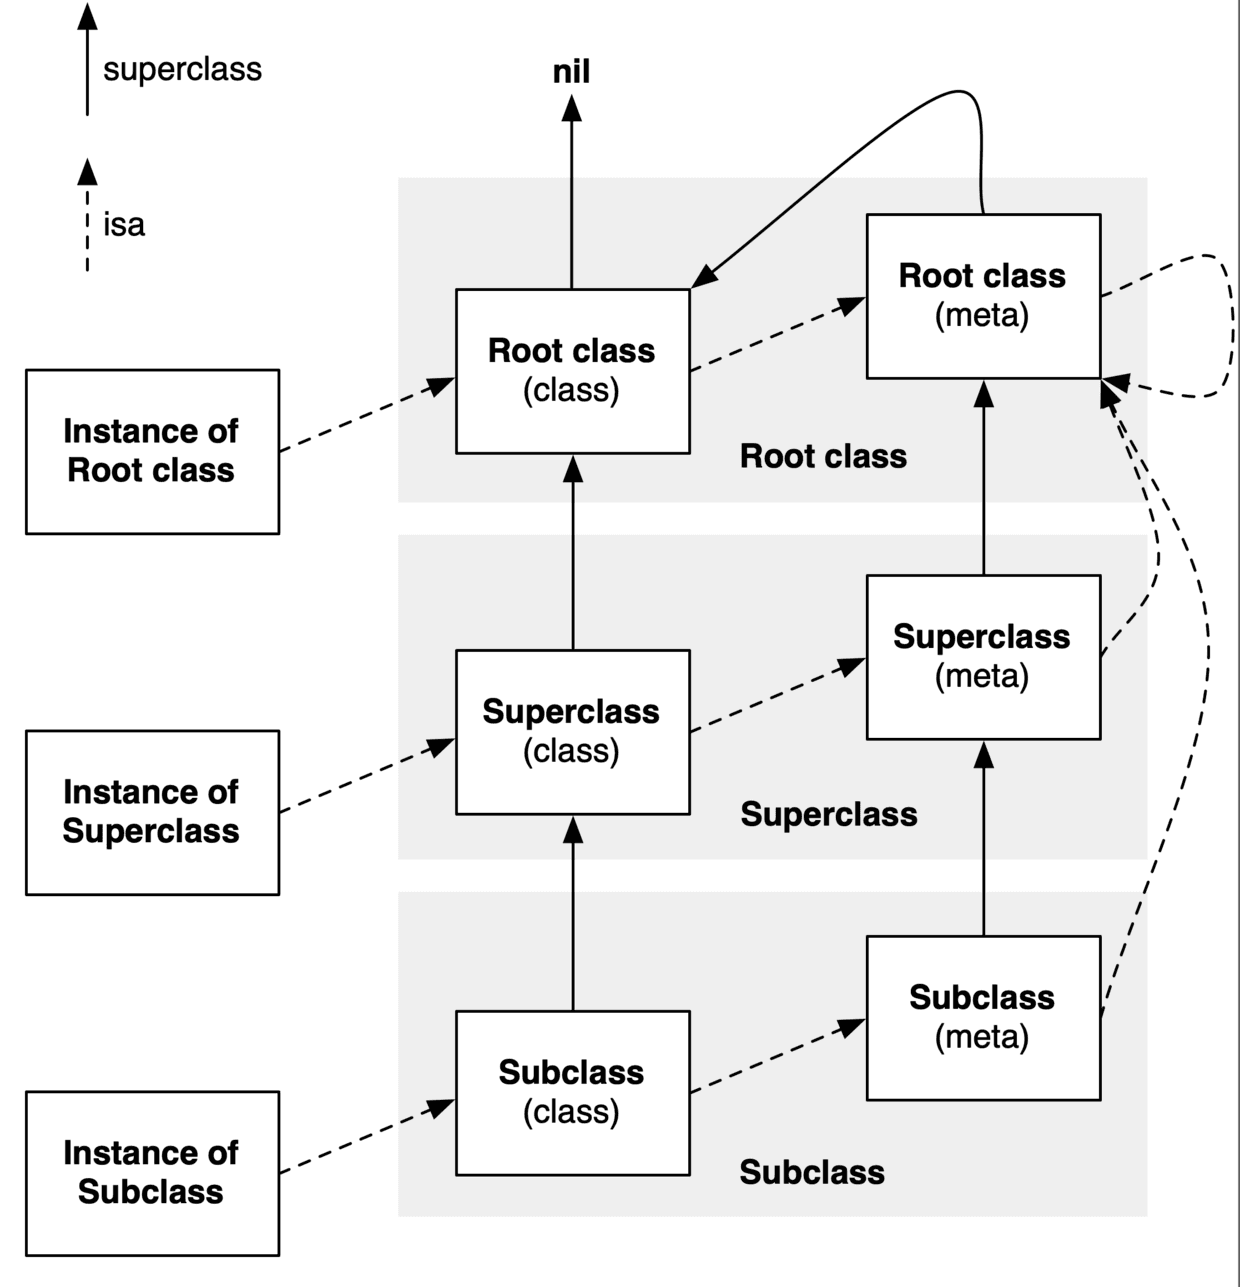 superclass
isa
nil
Root class
(meta)
Root class
(class)
Instance of
Root class
Root class
Superclass
(meta)
Superclass
(class)
Instance of
Superclass
Superclass
Subclass
(meta)
Subclass
(class)
Instance of
Subclass
Subclass